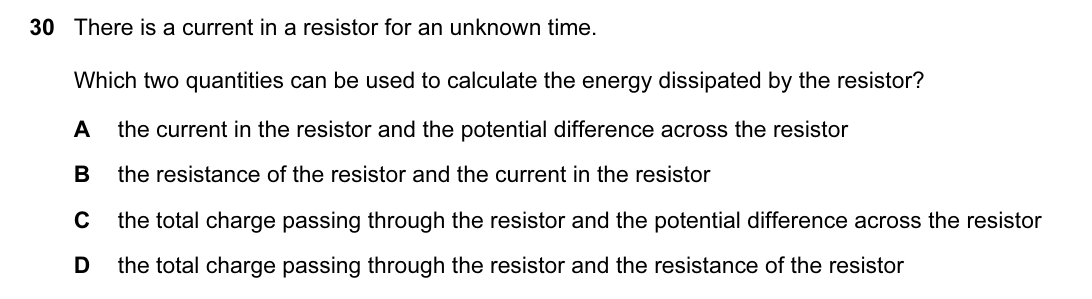 30 There is a current in a resistor for an unknown time.
Which two quantities can be used to calculate the energy dissipated by the resistor?
A the current in the resistor and the potential difference across the resistor
B the resistance of the resistor and the current in the resistor
C the total charge passing through the resistor and the potential difference across the resistor
D the total charge passing through the resistor and the resistance of the resistor